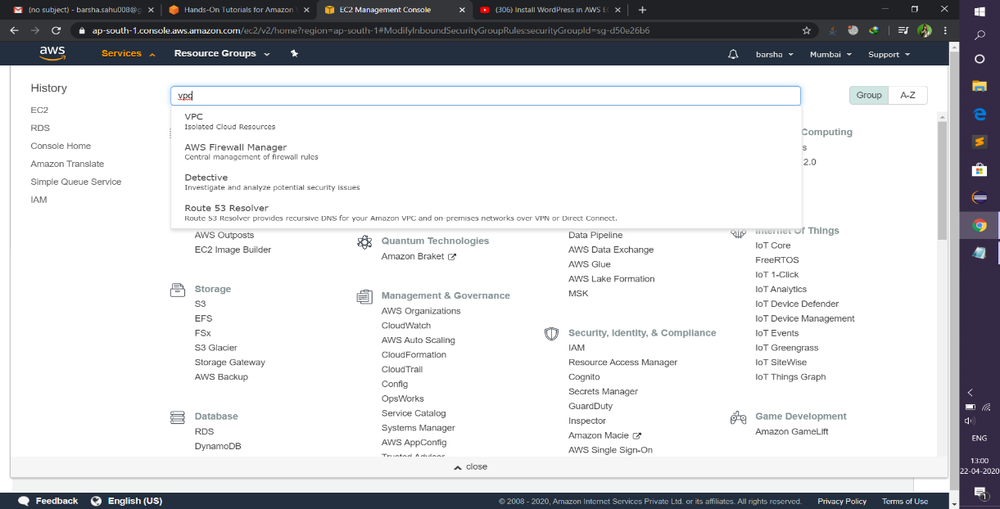 (no subject) - barsha.sahu008@g
Hands-On Tutorials for Amazon
EC2 Management Console
(306) Install WordPress in AWS E
ap-south-1.console.aws.amazon.com/ec2/v2/home?region=ap-south-1#ModifyInboundSecurityGroupRules:securityGroupId=sg-d50e26b6
aws
Services
Resource Groups
barsha
Mumbai
Support
History
EC2
RDS
Console Home
Amazon Translate
Simple Queue Service
IAM
vpc
Group
A-Z
VPC
Isolated Cloud Resources
AWS Firewall Manager
Central management of firewall rules
Detective
Investigate and analyze potential security issues
Route 53 Resolver
Route 53 Resolver provides recursive DNS for your Amazon VPC and on-premises networks over VPN or Direct Connect.
AWS Outposts
EC2 Image Builder
Storage
S3
EFS
FSx
S3 Glacier
Storage Gateway
AWS Backup
Database
RDS
DynamoDB
Quantum Technologies
Amazon Braket
Management & Governance
AWS Organizations
CloudWatch
AWS Auto Scaling
CloudFormation
CloudTrail
Config
OpsWorks
Service Catalog
Systems Manager
AWS AppConfig
Trusted Advisor
Data Pipeline
AWS Data Exchange
AWS Glue
AWS Lake Formation
MSK
Security, Identity, & Compliance
IAM
Resource Access Manager
Cognito
Secrets Manager
GuardDuty
Inspector
Amazon Macie
AWS Single Sign-On
Computing
s
2.0
Internet Of Things
IoT Core
FreeRTOS
IoT 1-Click
IoT Analytics
IoT Device Defender
IoT Device Management
IoT Events
IoT Greengrass
IoT SiteWise
IoT Things Graph
Game Development
Amazon GameLift
close
Feedback
English (US)
© 2008 - 2020, Amazon Internet Services Private Ltd. or its affiliates. All rights reserved.
Privacy Policy
Terms of Use
ENG
13:00
22-04-2020
1